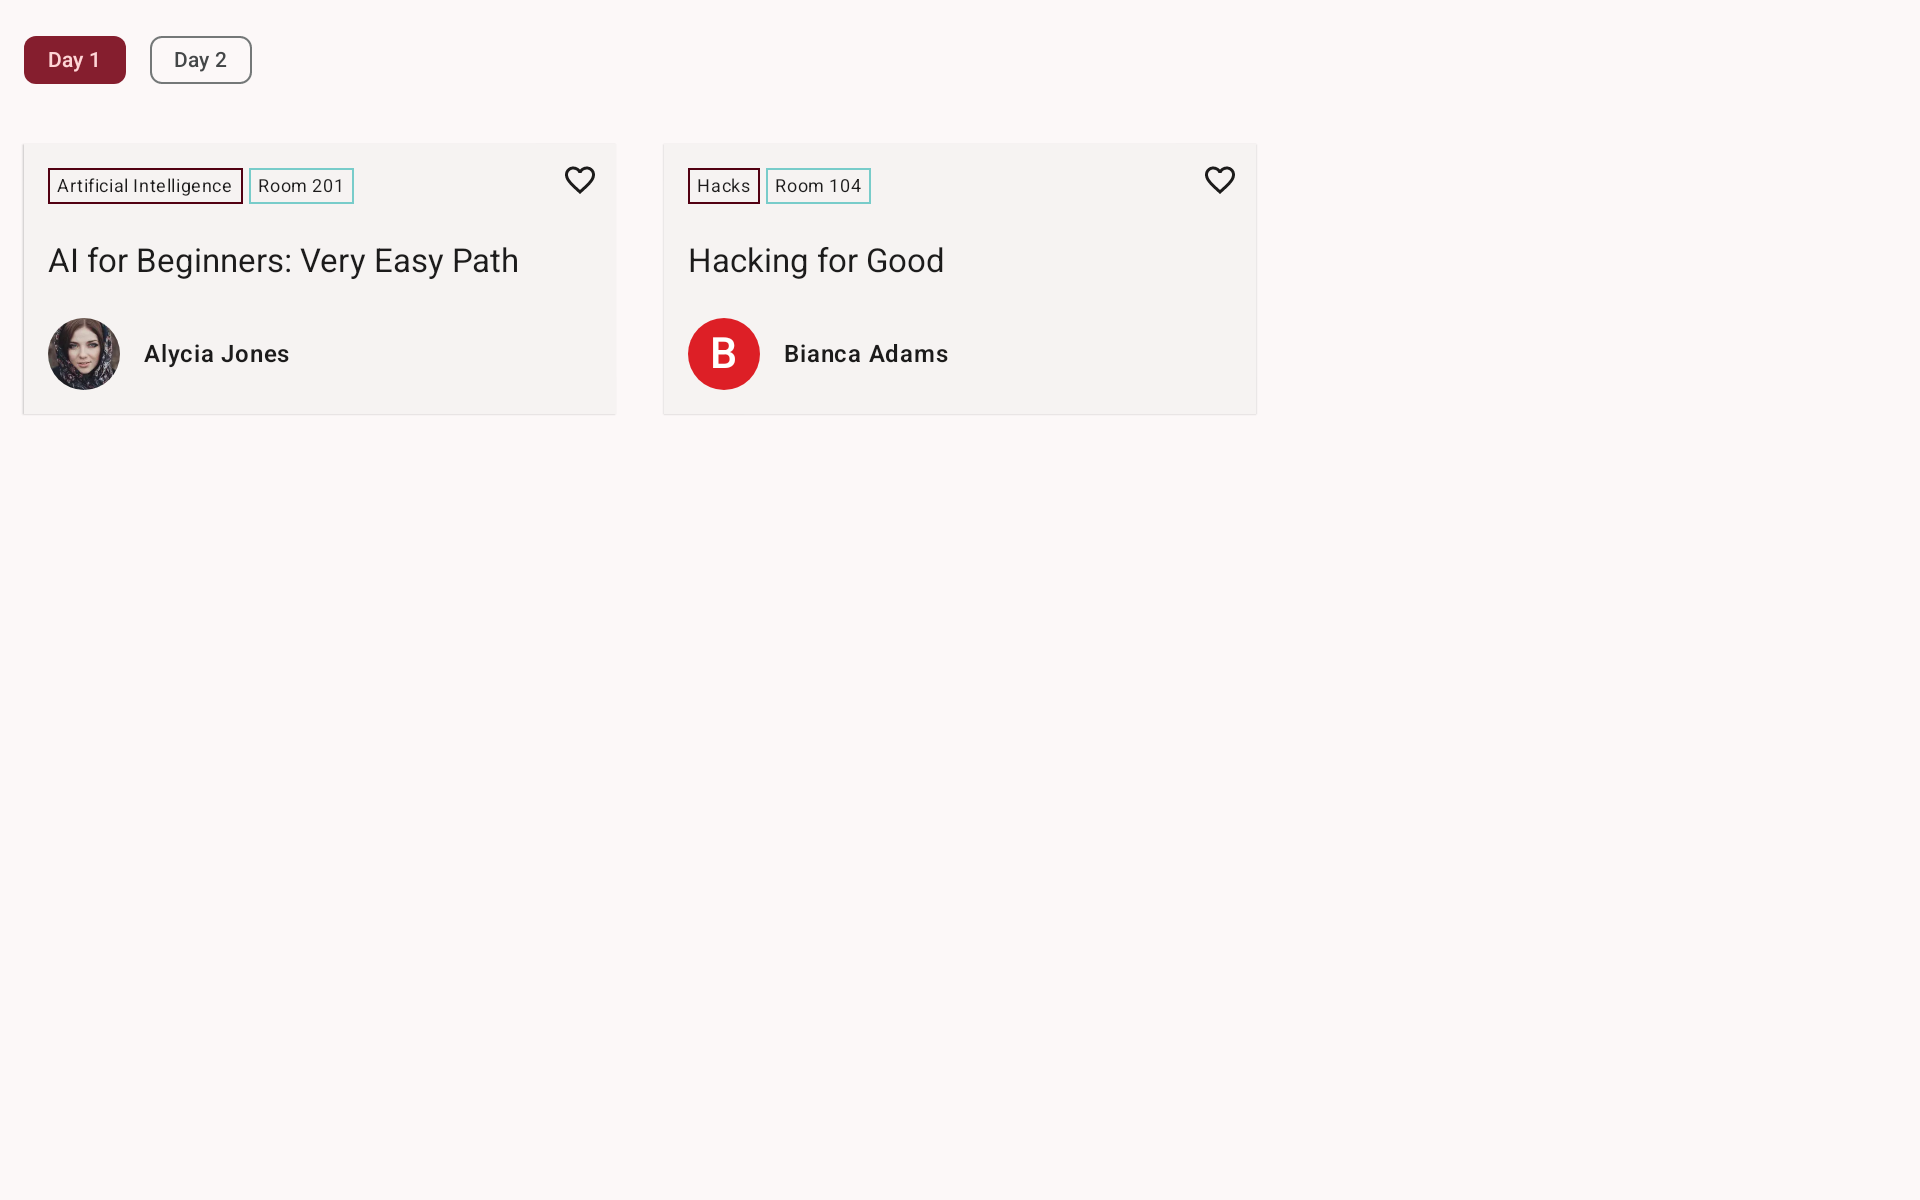 Day 1 Day 2
Artificial Intelligence Room 201
AI for Beginners: Very Easy Path
Alycia Jones
Hacks Room 104
Hacking for Good
B Bianca Adams